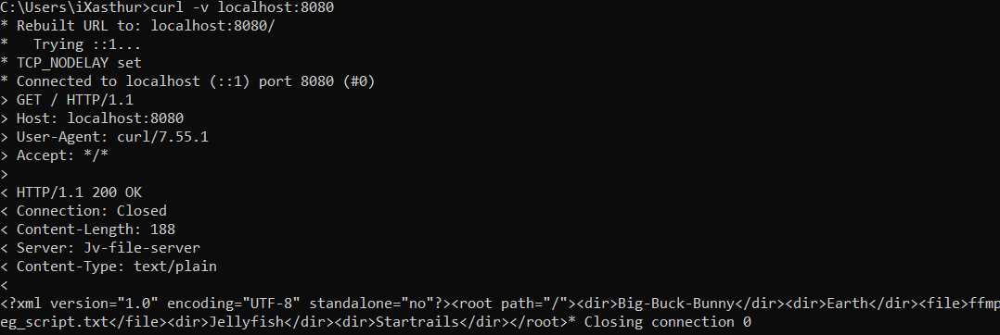 C:\Users\iXasthur>curl -v localhost:8080
* Rebuilt URL to: localhost:8080/
*   Trying ::1...
* TCP_NODELAY set
* Connected to localhost (::1) port 8080 (#0)
> GET / HTTP/1.1
> Host: localhost:8080
> User-Agent: curl/7.55.1
> Accept: */*
>
< HTTP/1.1 200 OK
< Connection: Closed
< Content-Length: 188
< Server: Jv-file-server
< Content-Type: text/plain
<
<?xml version="1.0" encoding="UTF-8" standalone="no"?><root path="/"><dir>Big-Buck-Bunny</dir><dir>Earth</dir><file>ffmp
eg_script.txt</file><dir>Jellyfish</dir><dir>Startrails</dir></root>* Closing connection 0